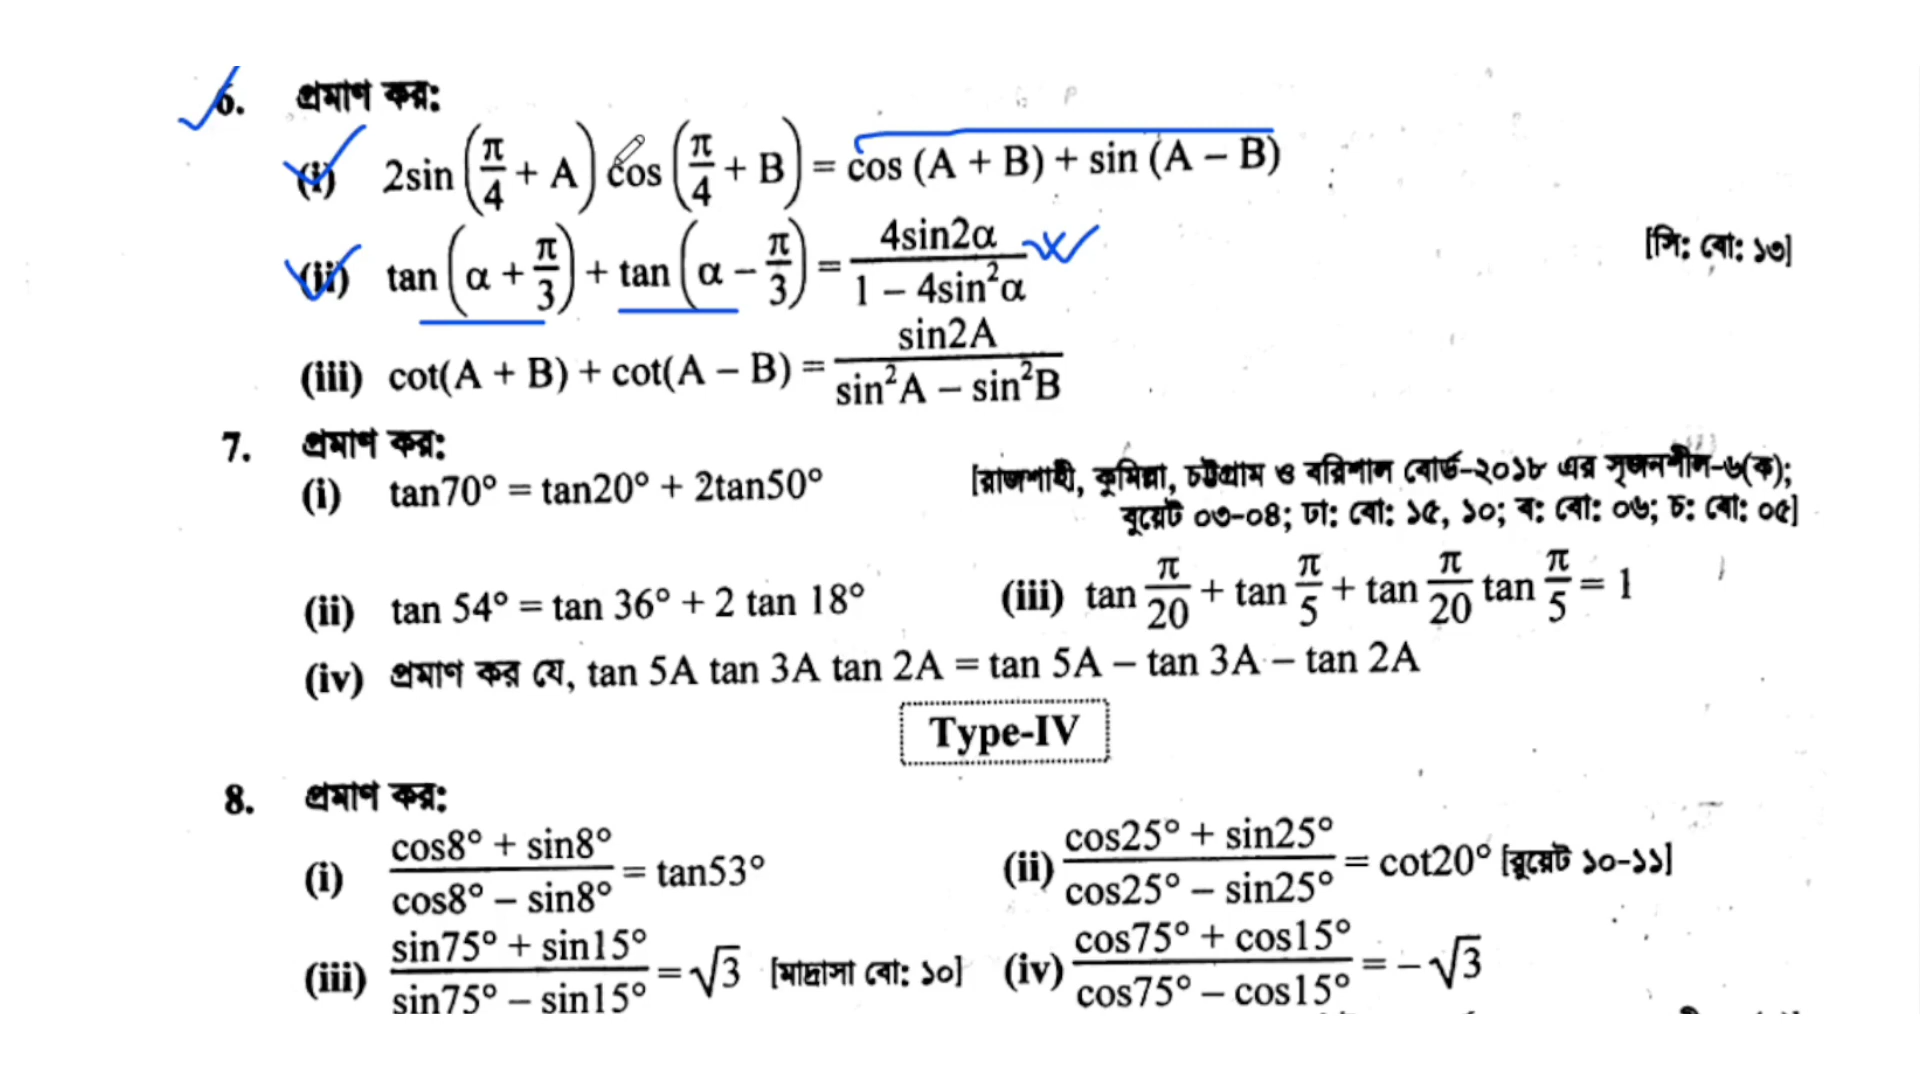 6. প্রমাণ কর:
(i) 2sin(π/4 + A) cos(π/4 + B) = cos (A + B) + sin (A − B)
(ii) tan(α + π/3) + tan(α − π/3) = 4sin2α / 1 − 4sin²α [সি: বো: ১৩]
(iii) cot(A + B) + cot(A − B) = sin2A / sin²A − sin²B
7. প্রমাণ কর:
(i) tan70° = tan20° + 2tan50° [রাজশাহী, কুমিল্লা, চট্টগ্রাম ও বরিশাল বোর্ড-২০১৮ এর সৃজনশীল-৬(ক);
বুয়েট ০৩-০৪; ঢা: বো: ১৫, ১০; ব: বো: ০৬; চ: বো: ০৫]
(ii) tan 54° = tan 36° + 2 tan 18° (iii) tan π/20 + tan π/5 + tan π/20 tan π/5 = 1
(iv) প্রমাণ কর যে, tan 5A tan 3A tan 2A = tan 5A − tan 3A − tan 2A
Type-IV
8. প্রমাণ কর:
(i) cos8° + sin8° / cos8° − sin8° = tan53° (ii) cos25° + sin25° / cos25° − sin25° = cot20° [রুয়েট ১০-১১]
(iii) sin75° + sin15° / sin75° − sin15° = √3 [মাদ্রাসা বো: ১০] (iv) cos75° + cos15° / cos75° − cos15° = − √3